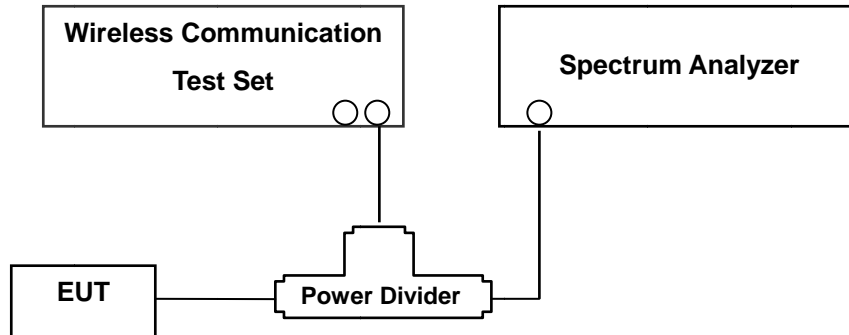 Wireless Communication
Test Set
Spectrum Analyzer
EUT
Power Divider